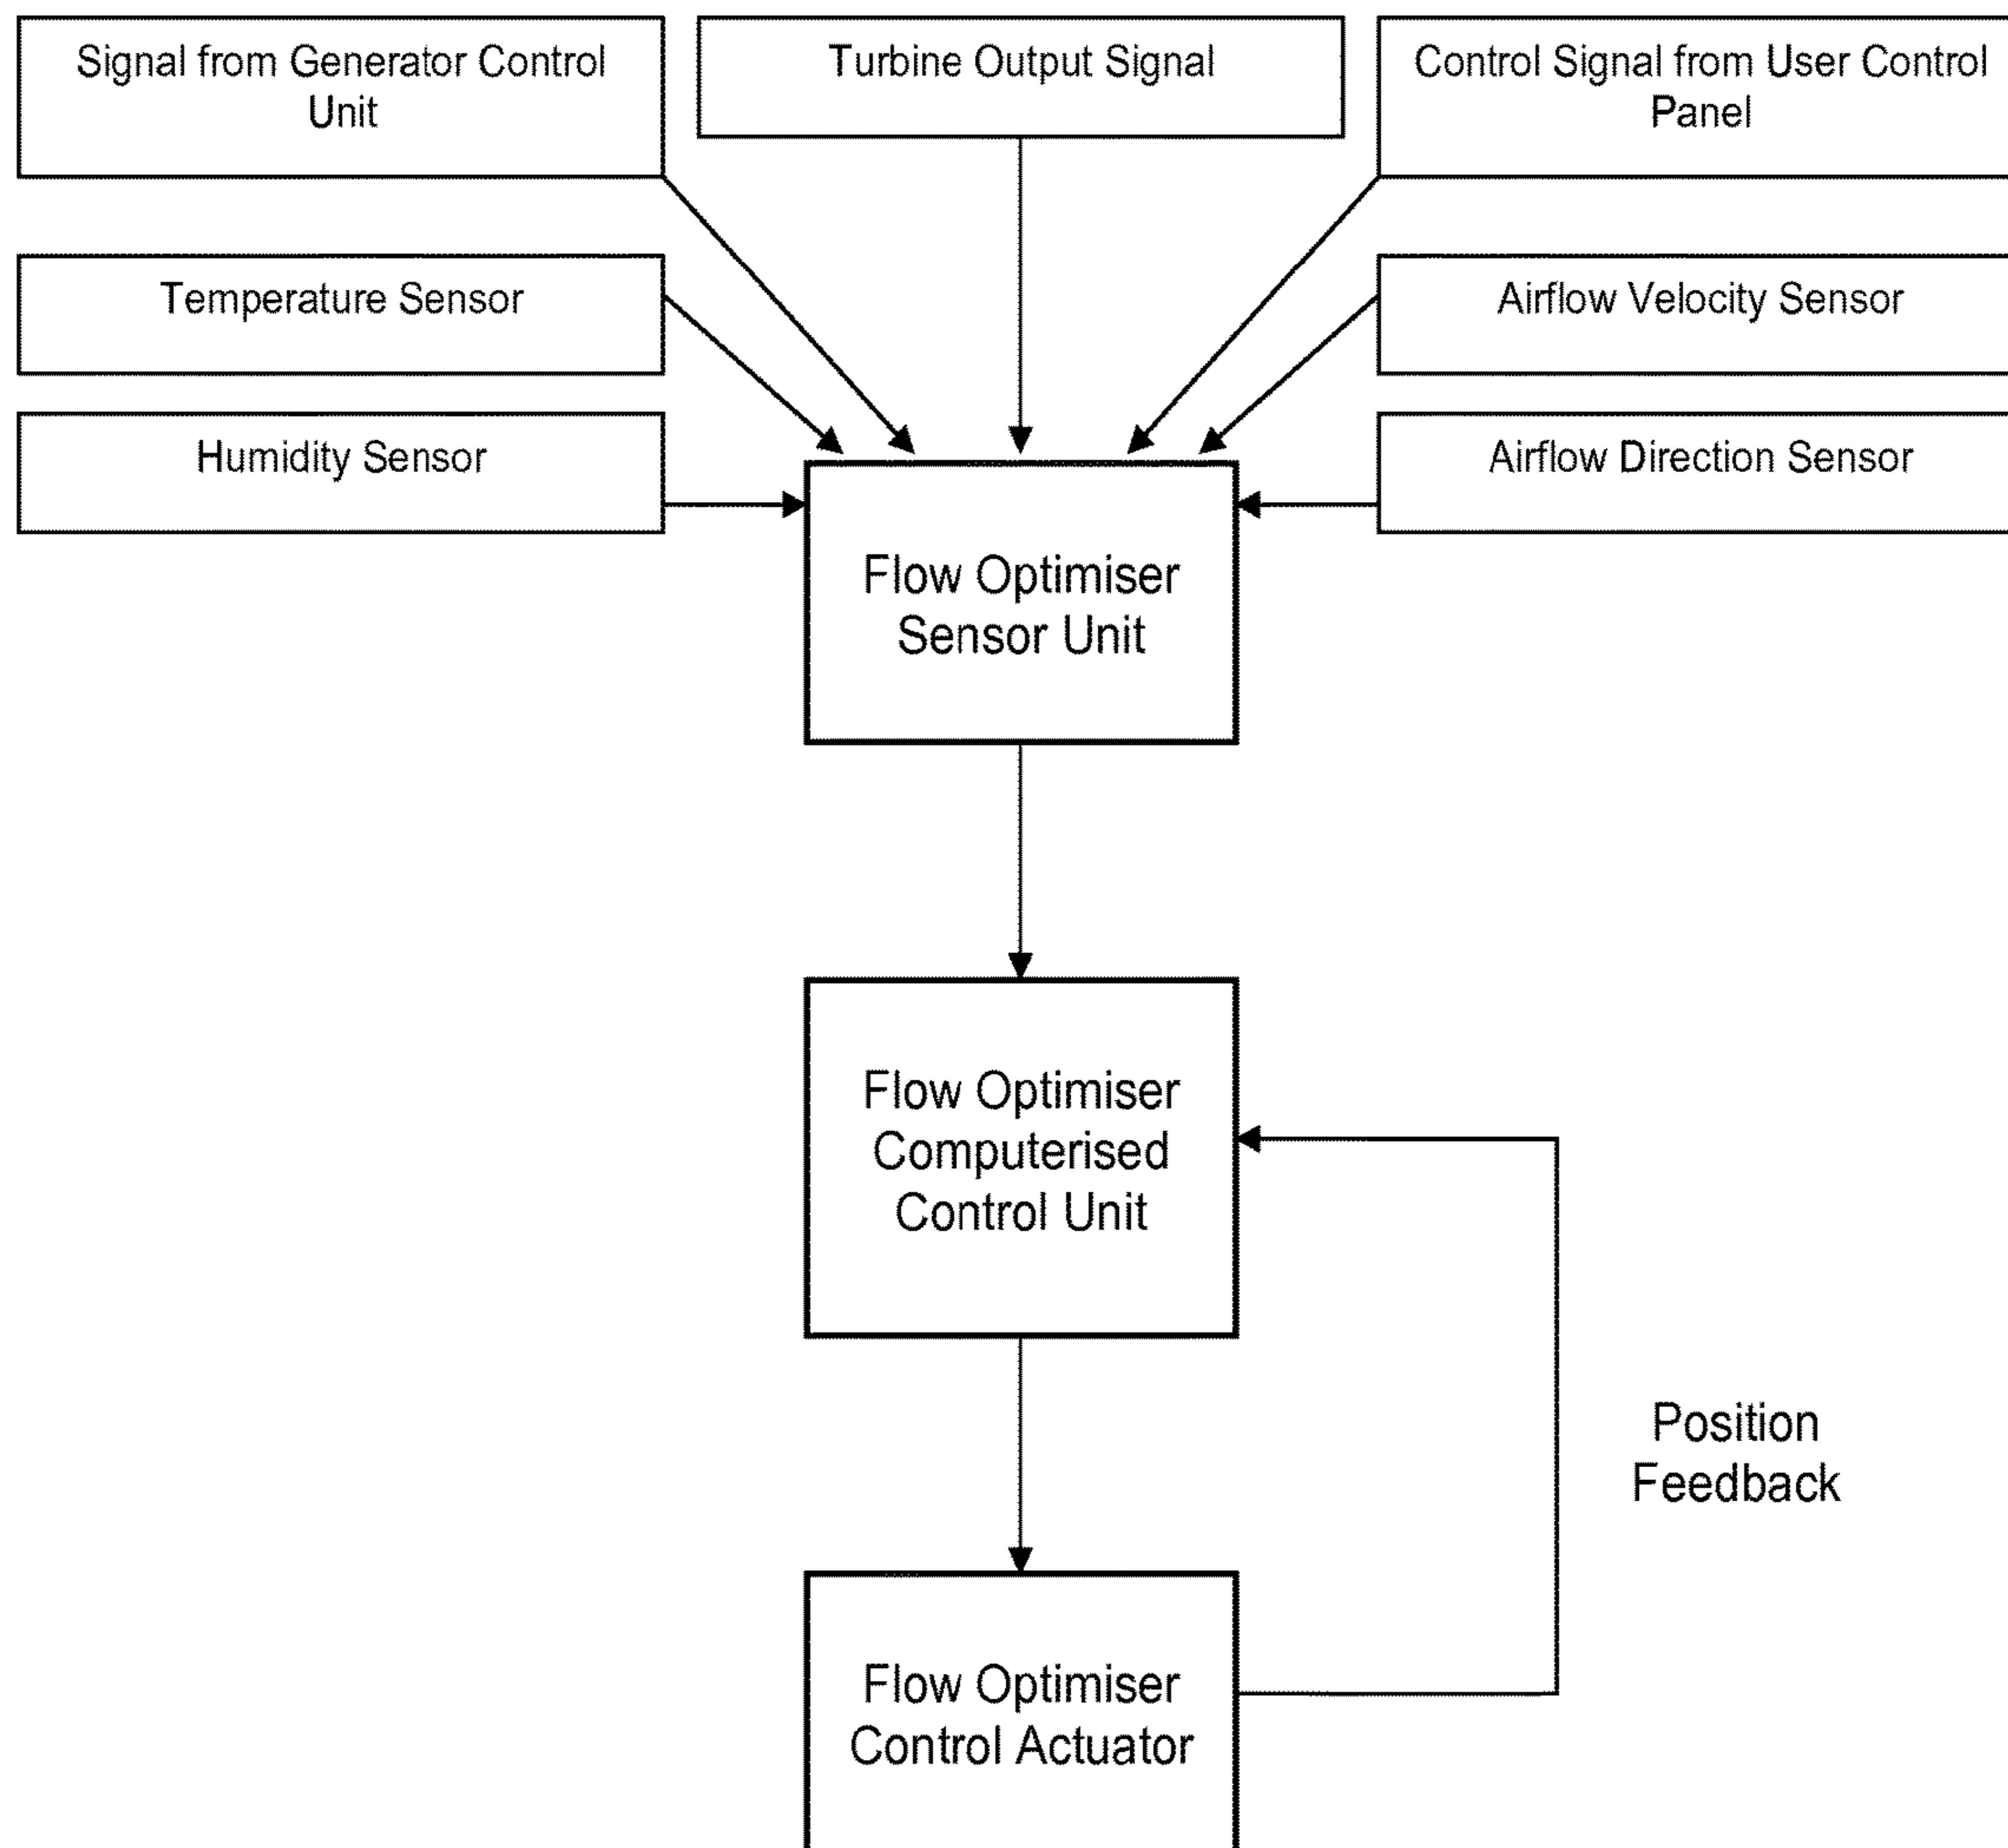 Signal from Generator Control
Unit
Turbine Output Signal
Control Signal from User Control
Panel
Temperature Sensor
Airflow Velocity Sensor
Humidity Sensor
Airflow Direction Sensor
Flow Optimiser
Sensor Unit
Flow Optimiser
Computerised
Control Unit
Position
Feedback
Flow Optimiser
Control Actuator